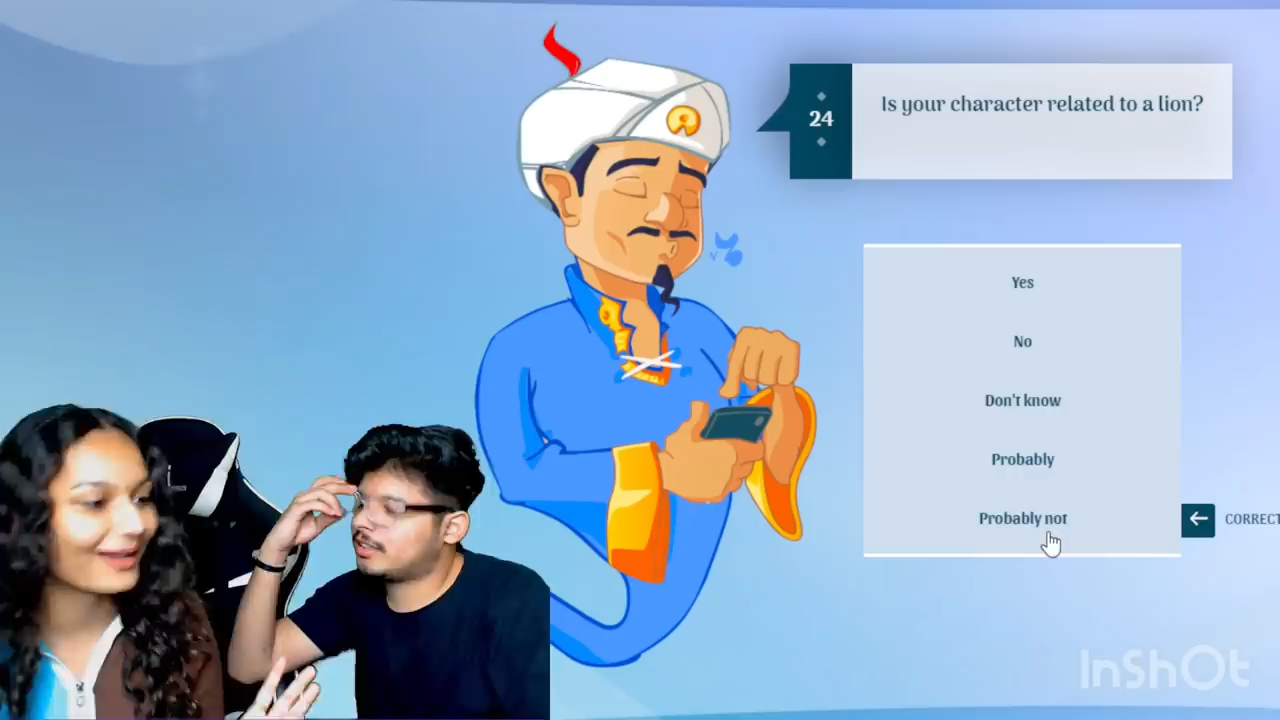 24
Is your character related to a lion?
Yes
No
Don't know
Probably
Probably not
CORRECT
InShOt